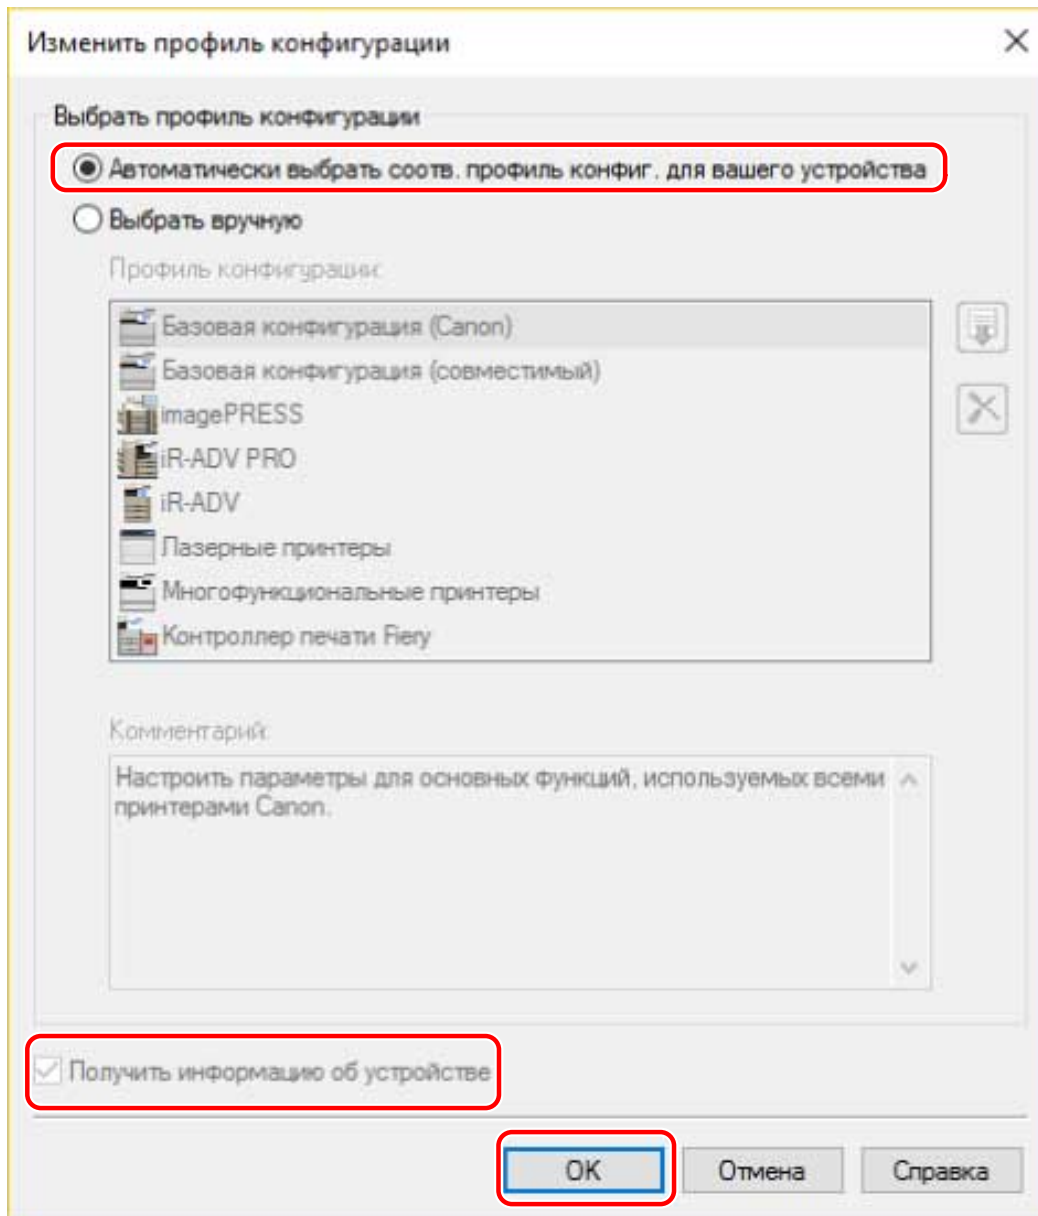 Изменить профиль конфигурации
Выбрать профиль конфигурации
Автоматически выбрать соотв. профиль конфиг. для вашего устройства
Выбрать вручную
Профиль конфигурации:
Базовая конфигурация (Canon)
Базовая конфигурация (совместимый)
imagePRESS
iR-ADV PRO
iR-ADV
Лазерные принтеры
Многофункциональные принтеры
Контроллер печати Fiery
Комментарий:
Настроить параметры для основных функций, используемых всеми
принтерами Canon.
Получить информацию об устройстве
OK
Отмена
Справка